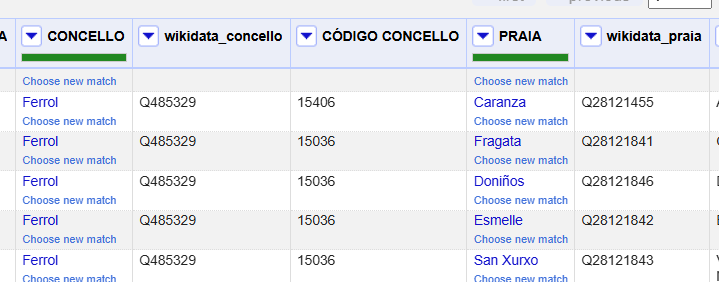 CONCELLO wikidata_concello CÓDIGO CONCELLO PRAIA wikidata_praia
Choose new match Choose new match
Ferrol Q485329 15406 Caranza Q28121455
Choose new match Choose new match
Ferrol Q485329 15036 Fragata Q28121841
Choose new match Choose new match
Ferrol Q485329 15036 Doniños Q28121846
Choose new match Choose new match
Ferrol Q485329 15036 Esmelle Q28121842
Choose new match Choose new match
Ferrol Q485329 15036 San Xurxo Q28121843
Choose new match Choose new match